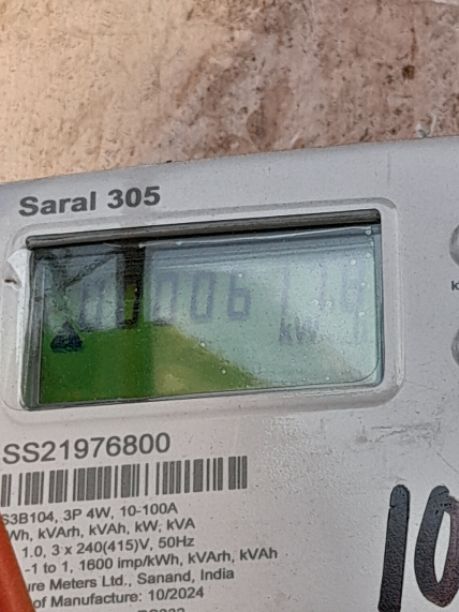 Saral 305
kW h
SS21976800
S3B104, 3P 4W, 10-100A
Wh, kVArh, kVAh, kW, kVA
1.0, 3 x 240(415)V, 50Hz
-1 to 1, 1600 imp/kWh, kVArh, kVAh
ure Meters Ltd., Sanand, India
of Manufacture: 10/2024
10